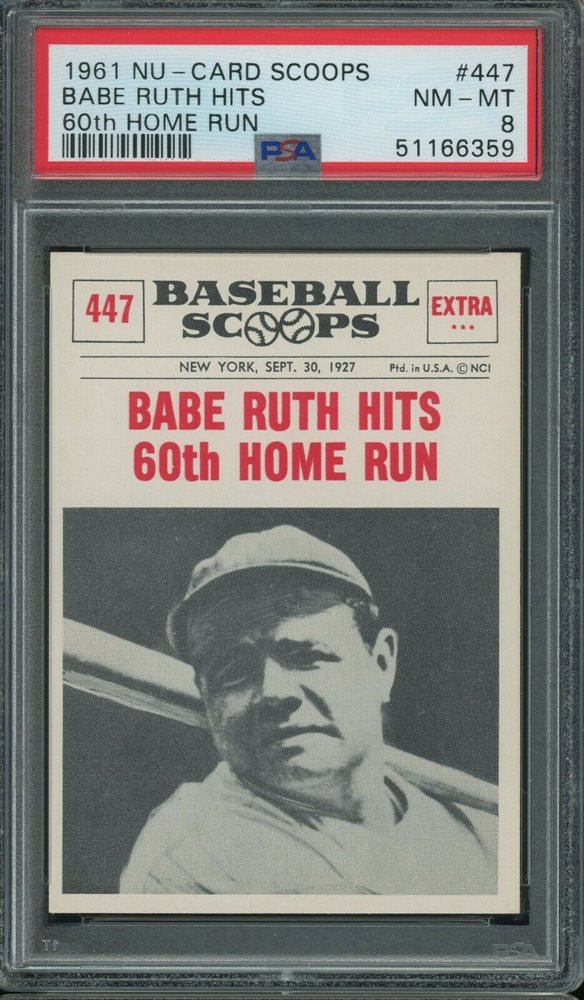 1961 NU-CARD SCOOPS #447
BABE RUTH HITS NM-MT
60th HOME RUN 8
PSA 51166359
447 BASEBALL SCOOPS EXTRA
NEW YORK, SEPT. 30, 1927 Ptd. in U.S.A. © NCI
BABE RUTH HITS
60th HOME RUN
PSA